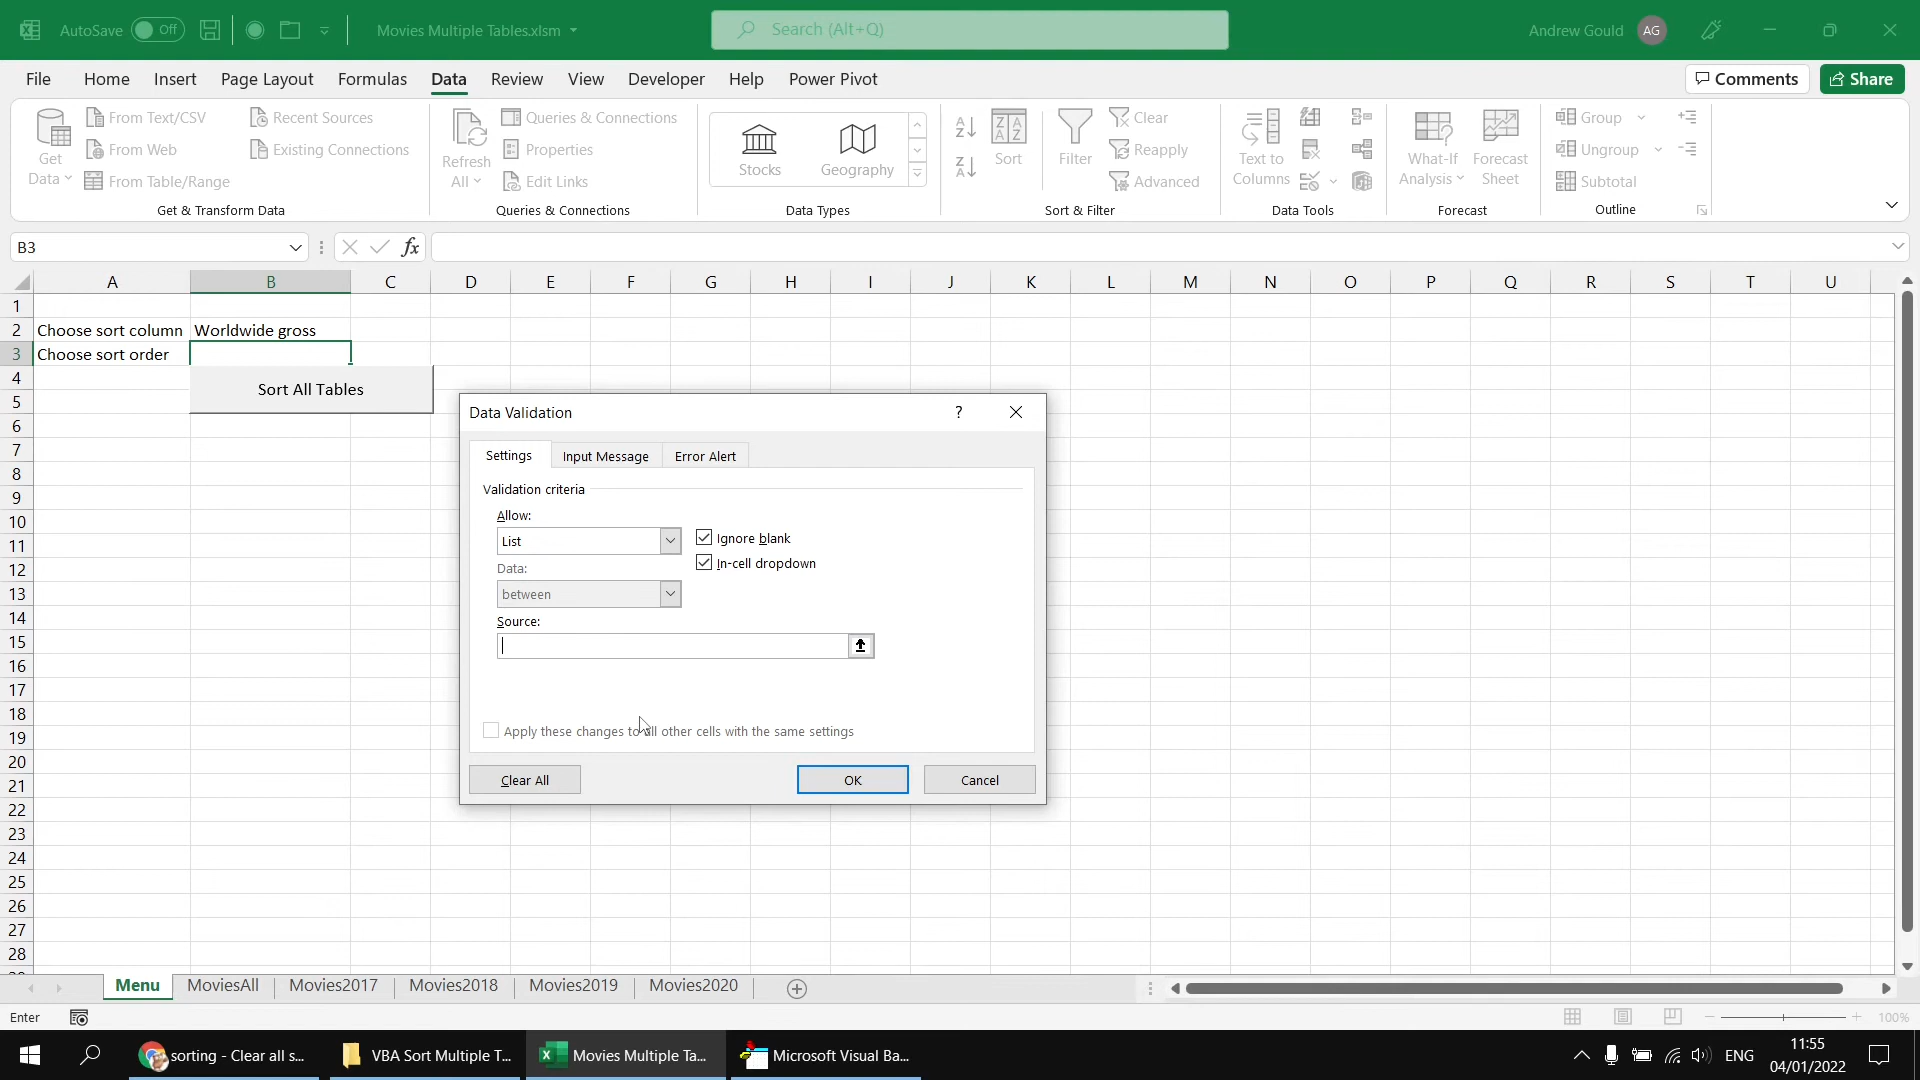 AutoSave Off Movies Multiple Tables.xlsm Search (Alt+Q) Andrew Gould AG
File Home Insert Page Layout Formulas Data Review View Developer Help Power Pivot Comments Share
Get Data
From Text/CSV
From Web
From Table/Range
Recent Sources
Existing Connections
Get & Transform Data
Refresh All
Queries & Connections
Properties
Edit Links
Queries & Connections
Stocks
Geography
Data Types
Sort
Filter
Clear
Reapply
Advanced
Sort & Filter
Text to Columns
Data Tools
What-If Analysis
Forecast Sheet
Forecast
Group
Ungroup
Subtotal
Outline
B3 fx
A B C D E F G H I J K L M N O P Q R S T U
1
2 Choose sort column Worldwide gross
3 Choose sort order
4
Sort All Tables
5
6
7
8
9
10
11
12
13
14
15
16
17
18
19
20
21
22
23
24
25
26
27
28
Data Validation ?
Settings Input Message Error Alert
Validation criteria
Allow:
List
Ignore blank
In-cell dropdown
Data:
between
Source:
Apply these changes to all other cells with the same settings
Clear All OK Cancel
Menu MoviesAll Movies2017 Movies2018 Movies2019 Movies2020
Enter 100%
sorting - Clear all s... VBA Sort Multiple T... Movies Multiple Ta... Microsoft Visual Ba... ENG 11:55
04/01/2022